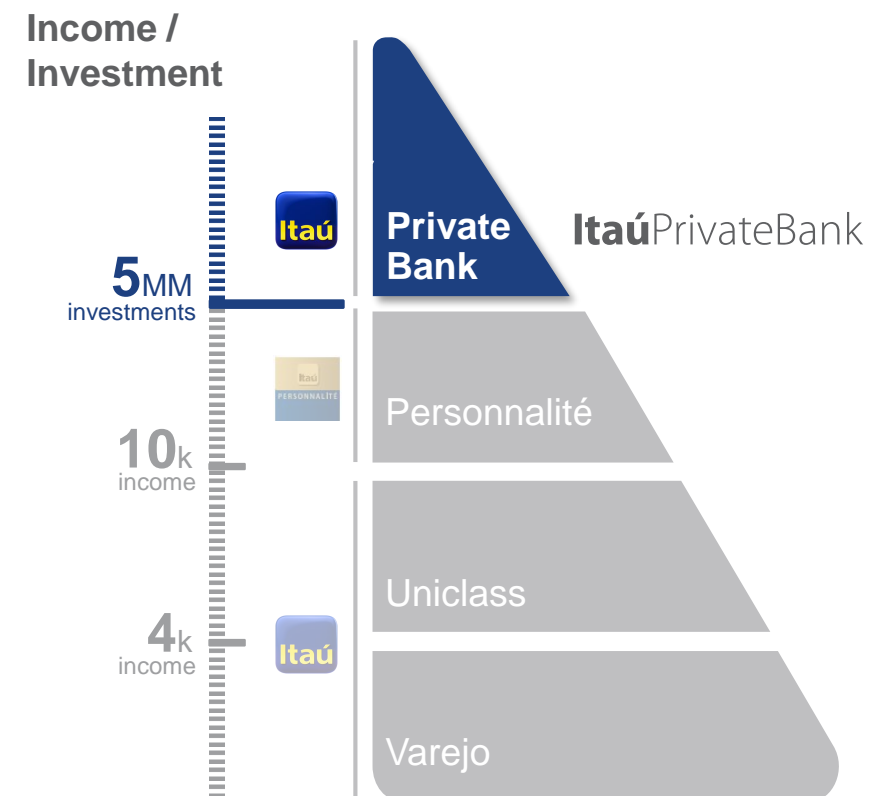 Income /
Investment
Itaú
Private
Bank
ItaúPrivateBank
5MM
investments
Itaú
PERSONNALITÉ
Personnalité
10k
income
Uniclass
4k
income
Itaú
Varejo